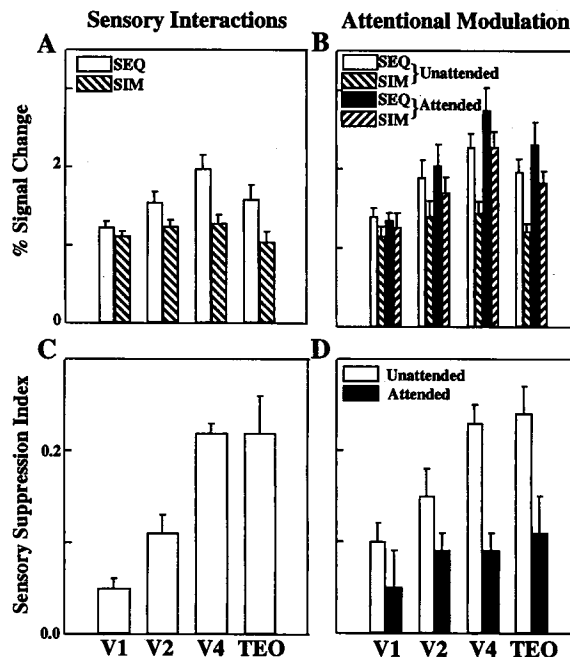 Sensory Interactions
Attentional Modulation
A
SEQ
SIM
% Signal Change
2
0
B
SEQ
SIM
}Unattended
SEQ
SIM
}Attended
C
Sensory Suppression Index
0.2
0.0
V1 V2 V4 TEO
D
Unattended
Attended
V1 V2 V4 TEO